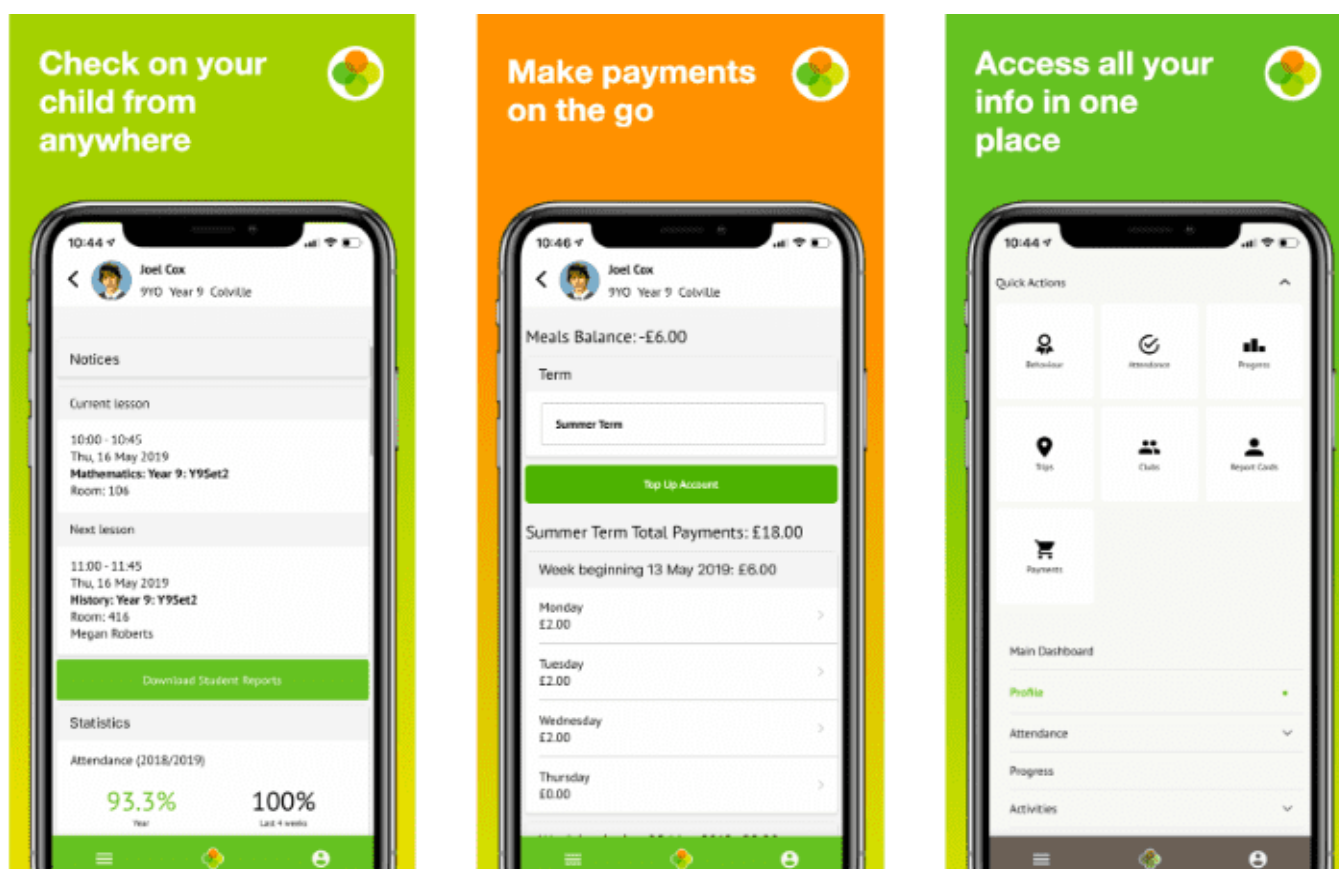 Check on your
child from
anywhere
10:44
Joel Cox
9YO Year 9 Colville
Notices
Current lesson
10:00 - 10:45
Thu, 16 May 2019
Mathematics: Year 9: Y9Set2
Room: 106
Next lesson
11:00 - 11:45
Thu, 16 May 2019
History: Year 9: Y9Set2
Room: 416
Megan Roberts
Download Student Reports
Statistics
Attendance (2018/2019)
93.3% 100%
Year Last 4 weeks
Make payments
on the go
10:46
Joel Cox
9YO Year 9 Colville
Meals Balance: -£6.00
Term
Summer Term
Top Up Account
Summer Term Total Payments: £18.00
Week beginning 13 May 2019: £6.00
Monday
£2.00
Tuesday
£2.00
Wednesday
£2.00
Thursday
£0.00
Access all your
info in one
place
10:44
Quick Actions
Behaviour Attendance Progress
Trips Clubs Report Cards
Payments
Main Dashboard
Profile
Attendance
Progress
Activities